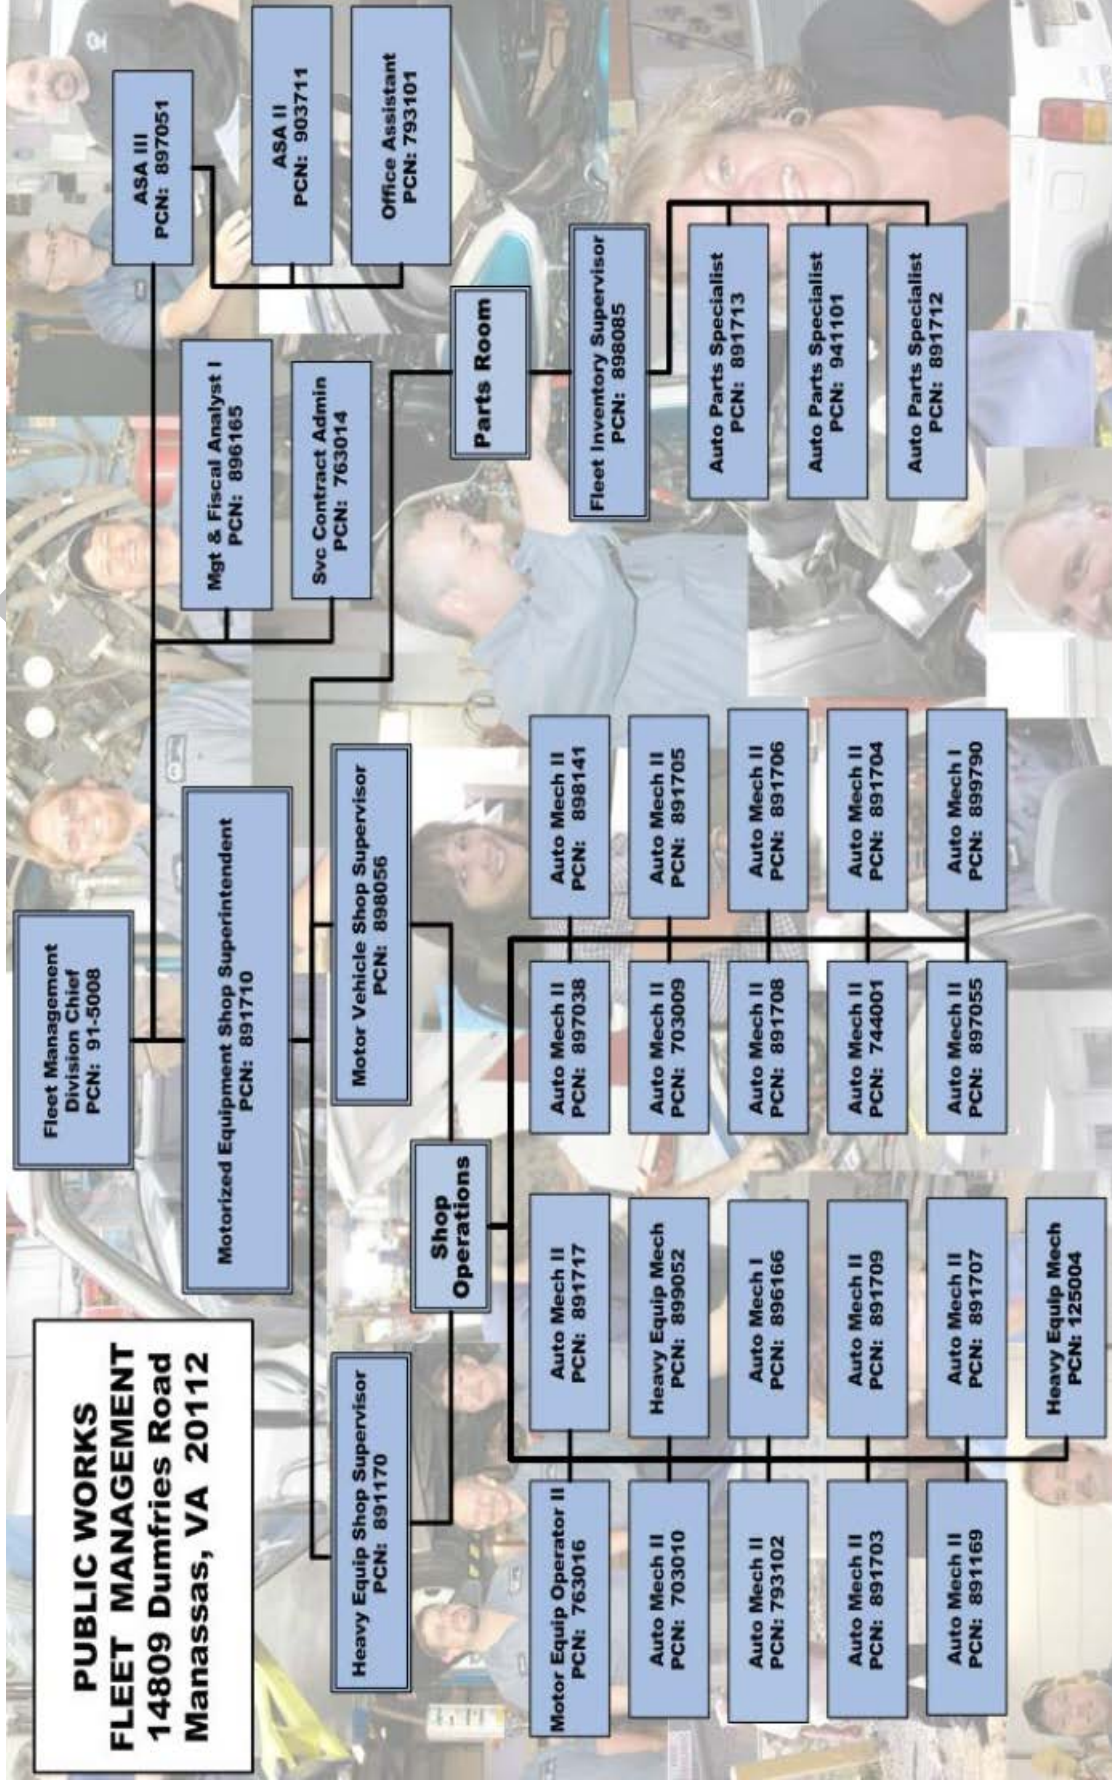 PUBLIC WORKS
FLEET MANAGEMENT
14809 Dumfries Road
Manassas, VA 20112
Fleet Management
Division Chief
PCN: 91-5008
ASA III
PCN: 897051
Motorized Equipment Shop Superintendent
PCN: 891710
Mgt & Fiscal Analyst I
PCN: 896165
ASA II
PCN: 903711
Svc Contract Admin
PCN: 763014
Office Assistant
PCN: 793101
Heavy Equip Shop Supervisor
PCN: 891170
Motor Vehicle Shop Supervisor
PCN: 898056
Shop
Operations
Parts Room
Motor Equip Operator II
PCN: 763016
Auto Mech II
PCN: 891717
Auto Mech II
PCN: 897038
Auto Mech II
PCN: 898141
Fleet Inventory Supervisor
PCN: 898085
Auto Mech II
PCN: 703010
Heavy Equip Mech
PCN: 899052
Auto Mech II
PCN: 703009
Auto Mech II
PCN: 891705
Auto Parts Specialist
PCN: 891713
Auto Mech II
PCN: 793102
Auto Mech I
PCN: 896166
Auto Mech II
PCN: 891708
Auto Mech II
PCN: 891706
Auto Parts Specialist
PCN: 941101
Auto Mech II
PCN: 891703
Auto Mech II
PCN: 891709
Auto Mech II
PCN: 744001
Auto Mech II
PCN: 891704
Auto Parts Specialist
PCN: 891712
Auto Mech II
PCN: 891169
Auto Mech II
PCN: 891707
Auto Mech II
PCN: 897055
Auto Mech I
PCN: 899790
Heavy Equip Mech
PCN: 125004